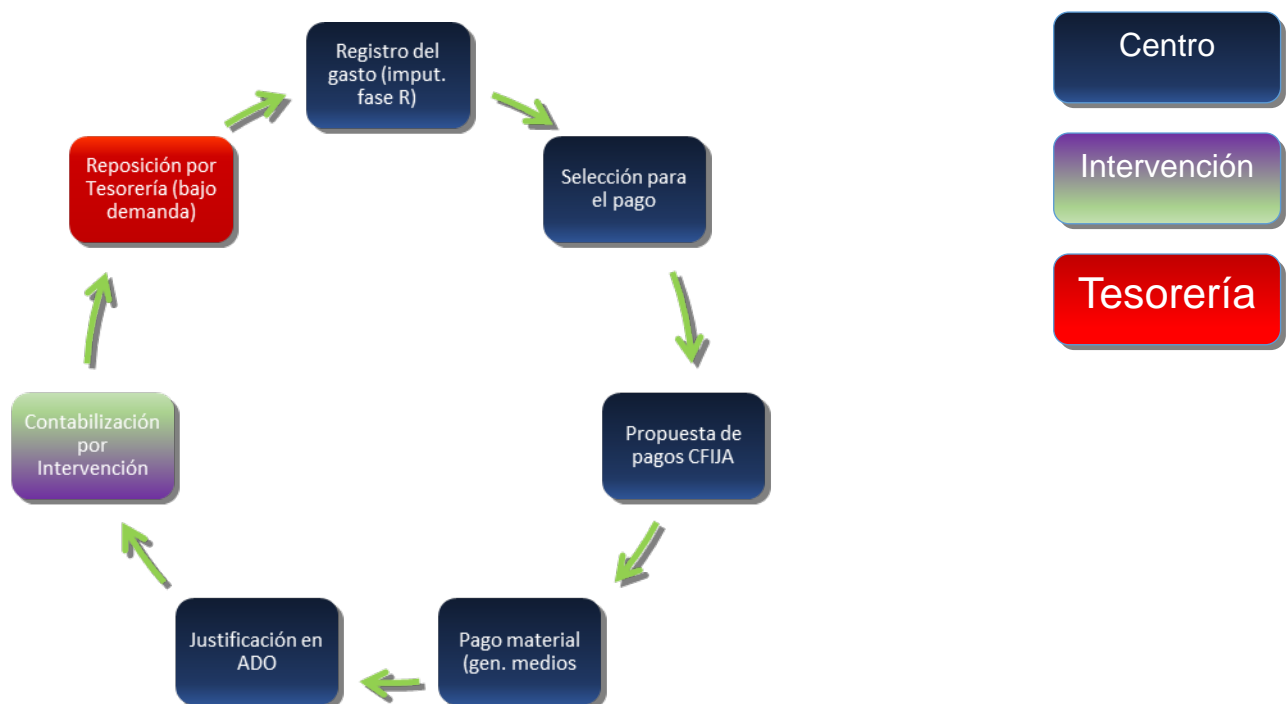 Registro del
gasto (imput.
fase R)
Selección para
el pago
Propuesta de
pagos CFIJA
Pago material
(gen. medios
Justificación en
ADO
Contabilización
por
Intervención
Reposición por
Tesorería (bajo
demanda)
Centro
Intervención
Tesorería